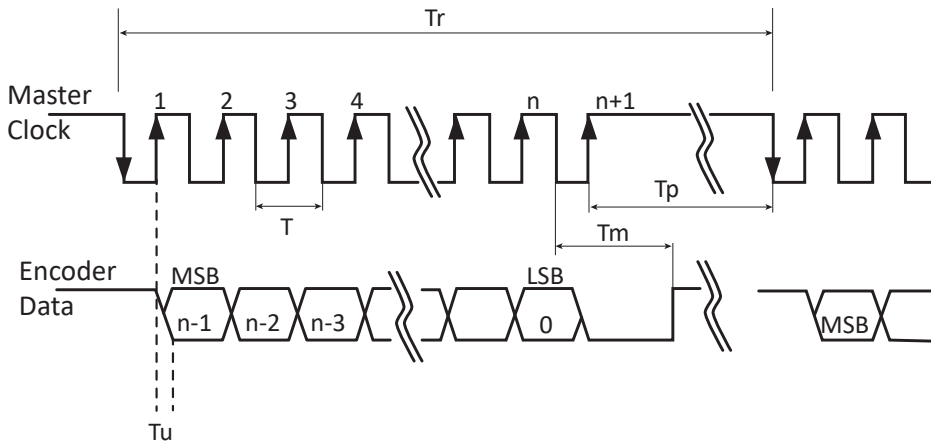 Tr
Master
Clock
1 2 3 4 n n+1
T
Tp
Tm
Encoder
Data
MSB LSB
n-1 n-2 n-3 0 MSB
Tu